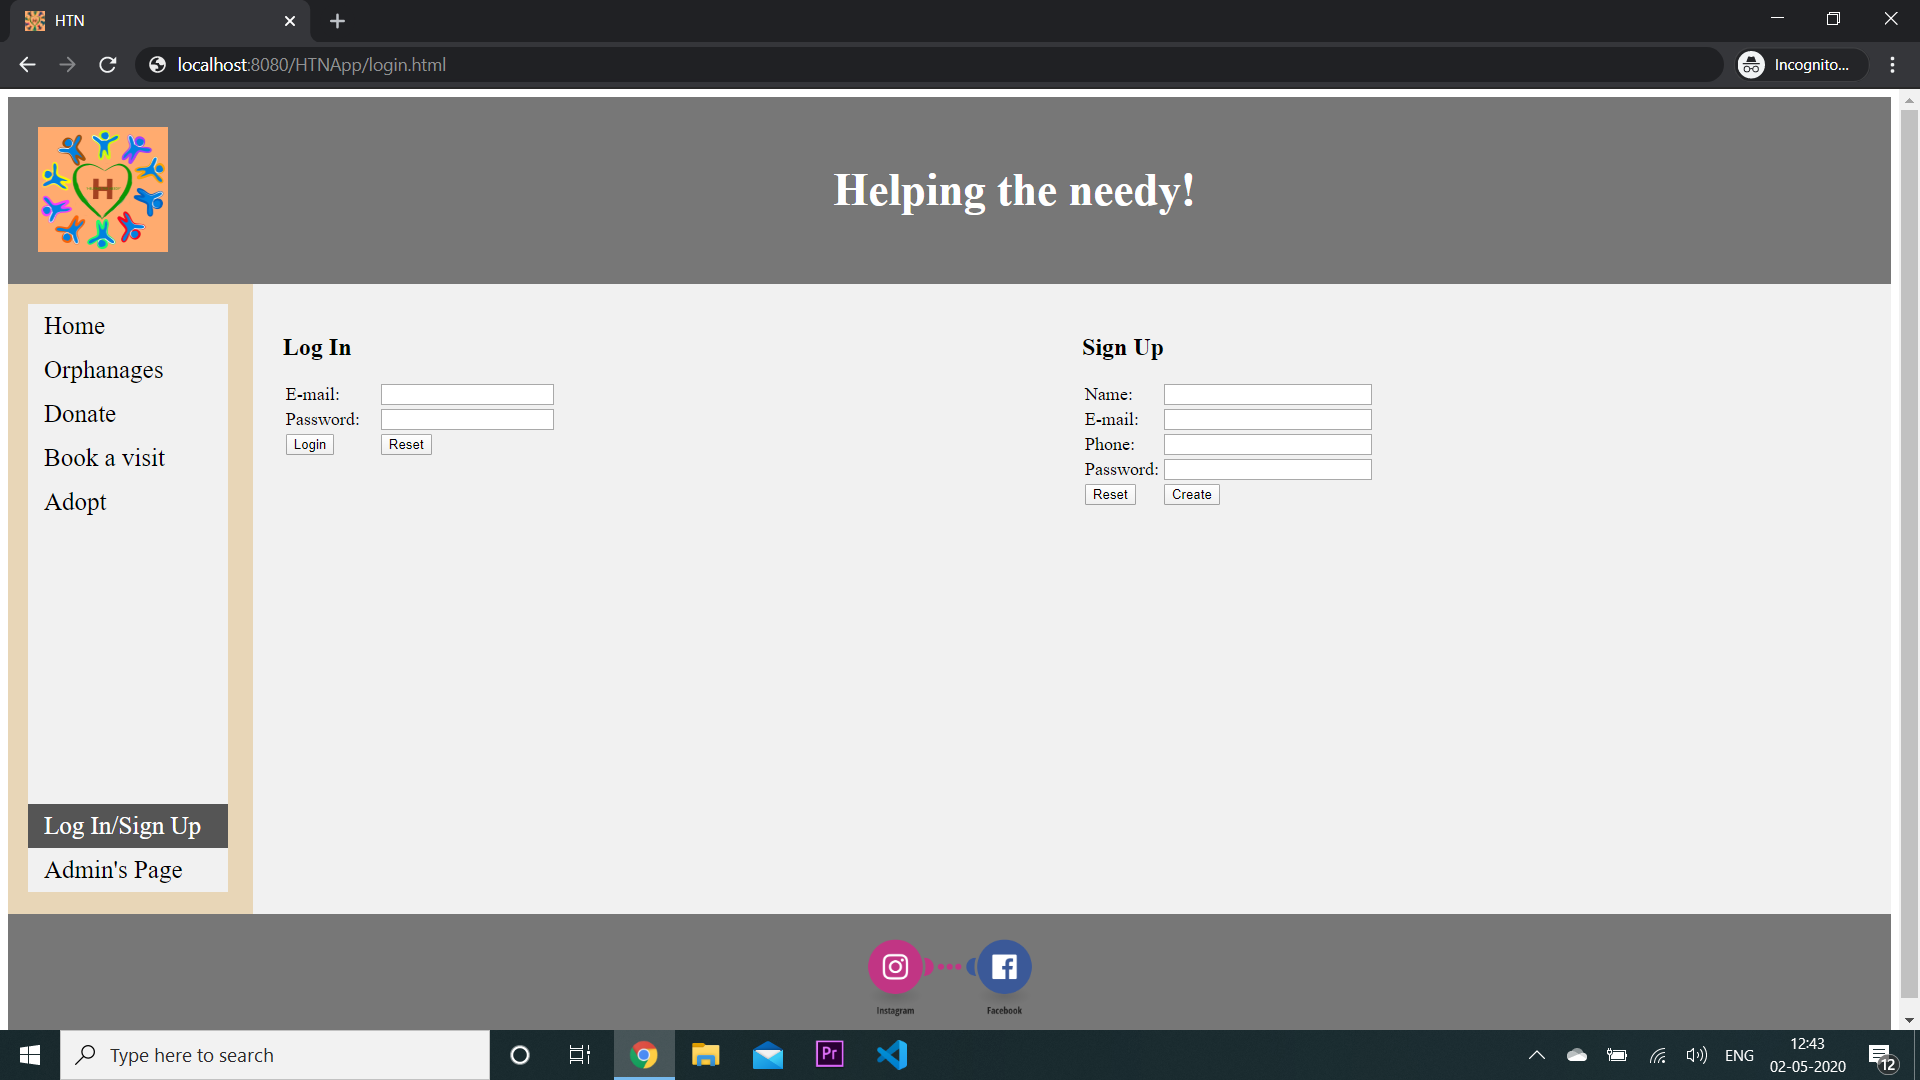 HTN
localhost:8080/HTNApp/login.html
Incognito...
H
Helping the needy!
Home
Orphanages
Donate
Book a visit
Adopt
Log In/Sign Up
Admin's Page
Log In
E-mail:
Password:
Login Reset
Sign Up
Name:
E-mail:
Phone:
Password:
Reset Create
Instagram
Facebook
Type here to search
Pr
ENG
12:43
02-05-2020
12